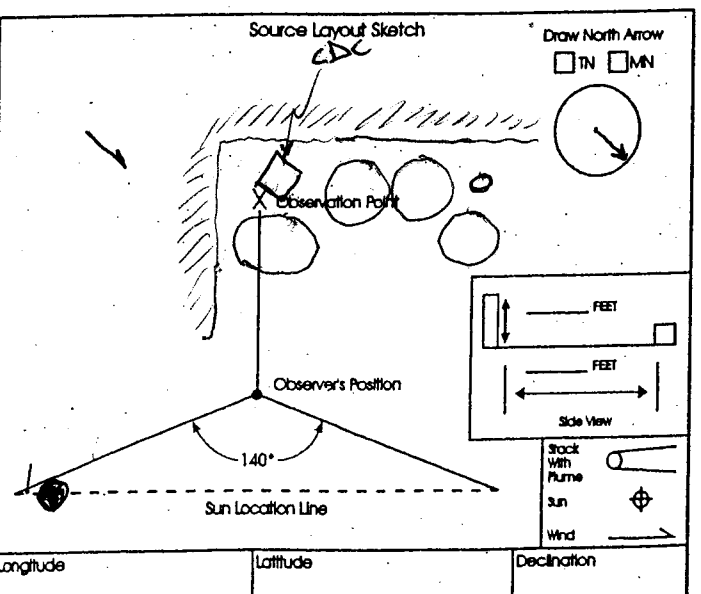 Source Layout Sketch
CDC
Draw North Arrow
TN MN
X Observation Point
FEET
FEET
Side View
Observer's Position
140°
Sun Location Line
Stack
With
Plume
Sun
Wind
Longitude
Latitude
Declination